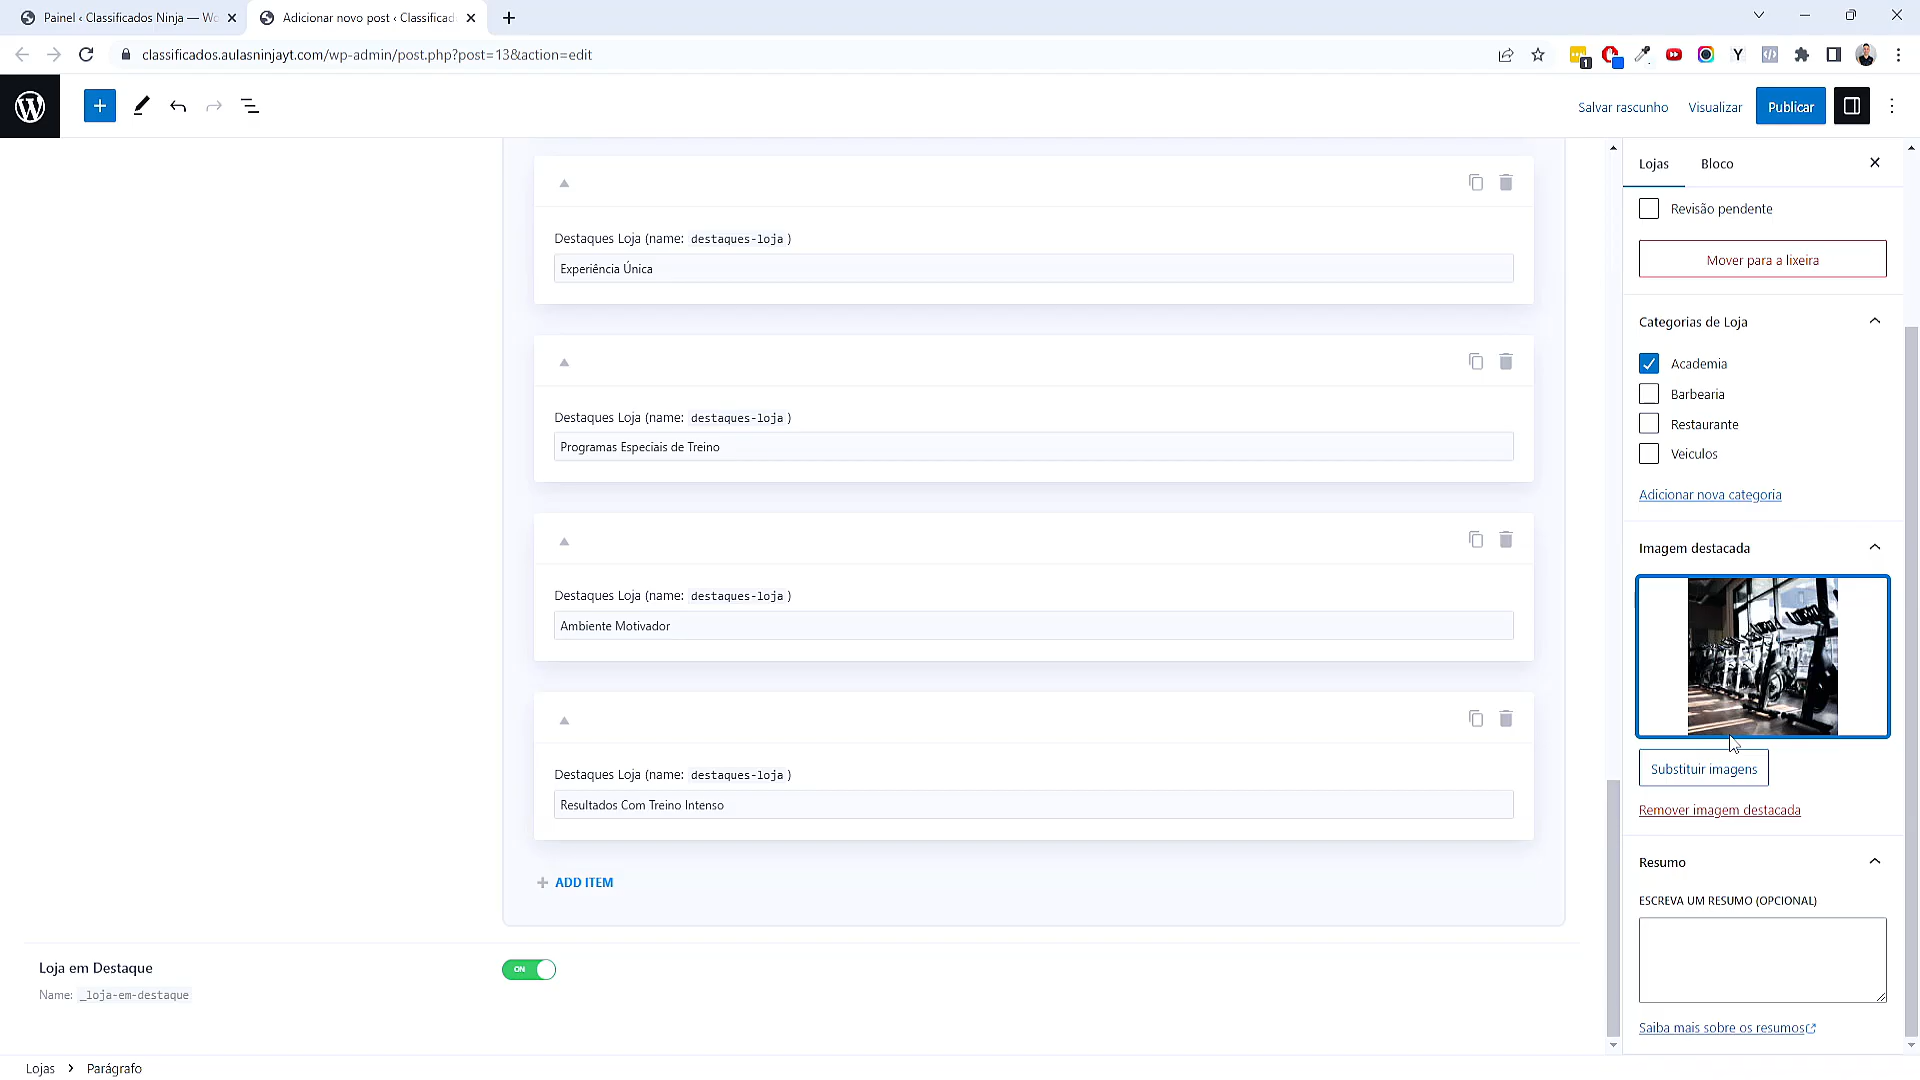 Painel ‹ Classificados Ninja — Wo
Adicionar novo post ‹ Classificad
classificados.aulasninjayt.com/wp-admin/post.php?post=13&action=edit
1
Y
Salvar rascunho
Visualizar
Publicar
Lojas
Bloco
Revisão pendente
Mover para a lixeira
Destaques Loja (name: destaques-loja )
Experiência Única
Categorias de Loja
Academia
Barbearia
Restaurante
Veiculos
Adicionar nova categoria
Destaques Loja (name: destaques-loja )
Programas Especiais de Treino
Imagem destacada
Destaques Loja (name: destaques-loja )
Ambiente Motivador
Substituir imagens
Remover imagem destacada
Destaques Loja (name: destaques-loja )
Resultados Com Treino Intenso
ADD ITEM
Resumo
ESCREVA UM RESUMO (OPCIONAL)
Saiba mais sobre os resumos
Loja em Destaque
ON
Name: _loja-em-destaque
Lojas
Parágrafo